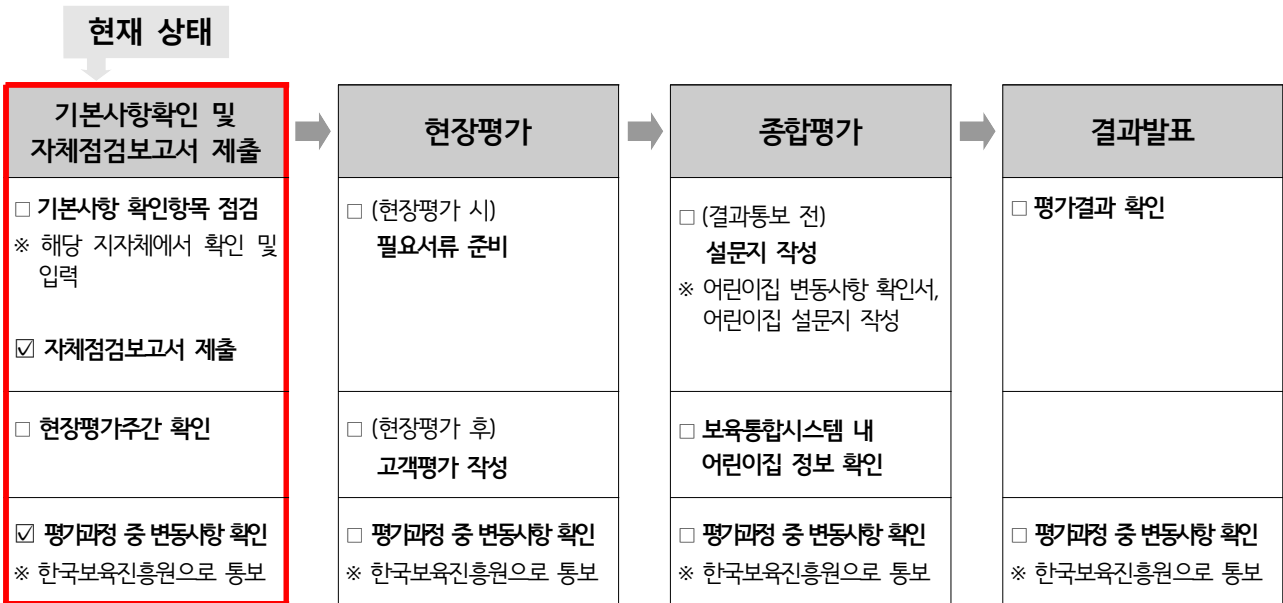 현재 상태
기본사항확인 및
자체점검보고서 제출
□ 기본사항 확인항목 점검
※ 해당 지자체에서 확인 및
입력
☑ 자체점검보고서 제출
□ 현장평가주간 확인
☑ 평가과정 중 변동사항 확인
※ 한국보육진흥원으로 통보
현장평가
□ (현장평가 시)
필요서류 준비
□ (현장평가 후)
고객평가 작성
□ 평가과정 중 변동사항 확인
※ 한국보육진흥원으로 통보
종합평가
□ (결과통보 전)
설문지 작성
※ 어린이집 변동사항 확인서,
어린이집 설문지 작성
□ 보육통합시스템 내
어린이집 정보 확인
□ 평가과정 중 변동사항 확인
※ 한국보육진흥원으로 통보
결과발표
□ 평가결과 확인
□ 평가과정 중 변동사항 확인
※ 한국보육진흥원으로 통보